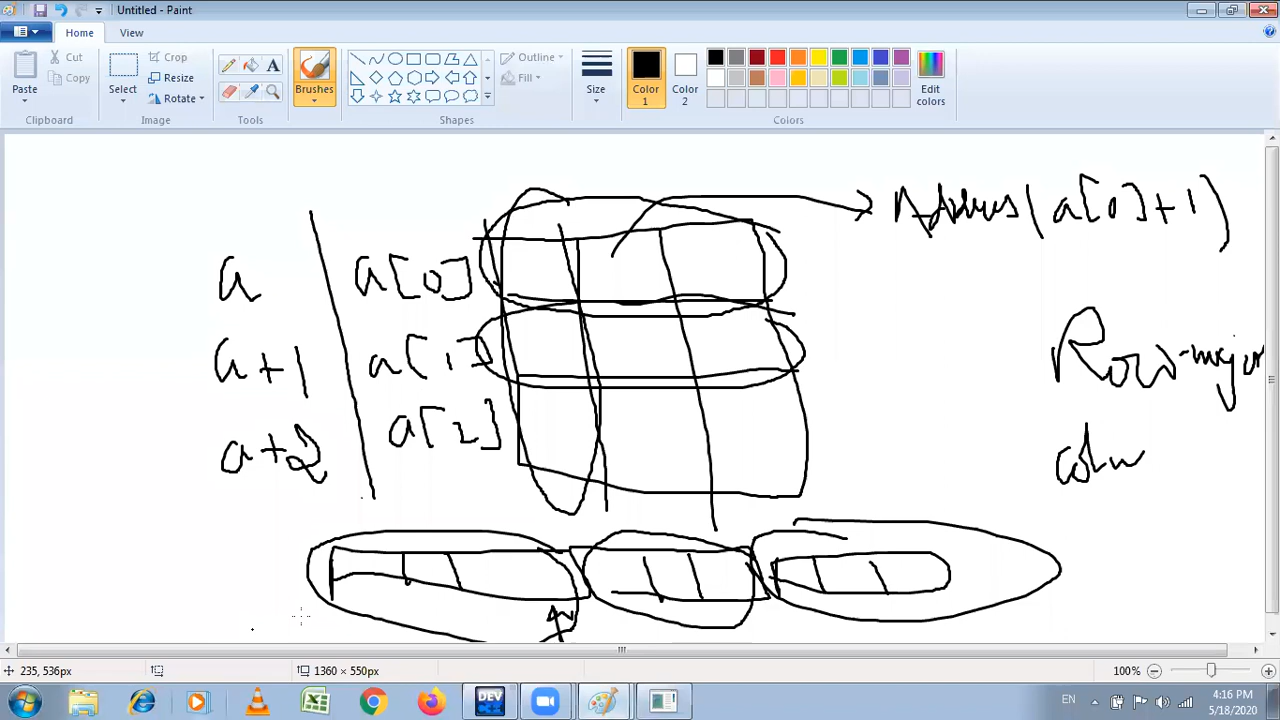 Untitled - Paint
Home
View
Paste
Cut
Copy
Clipboard
Select
Crop
Resize
Rotate
Image
Tools
Brushes
Shapes
Outline
Fill
Size
Color 1
Color 2
Edit colors
Colors
Address(a[0]+1)
a a[0]
a+1 a[1]
a+2 a[2]
Row-major
colu
235, 536px
1360 × 550px
100%
DEV
EN
4:16 PM
5/18/2020